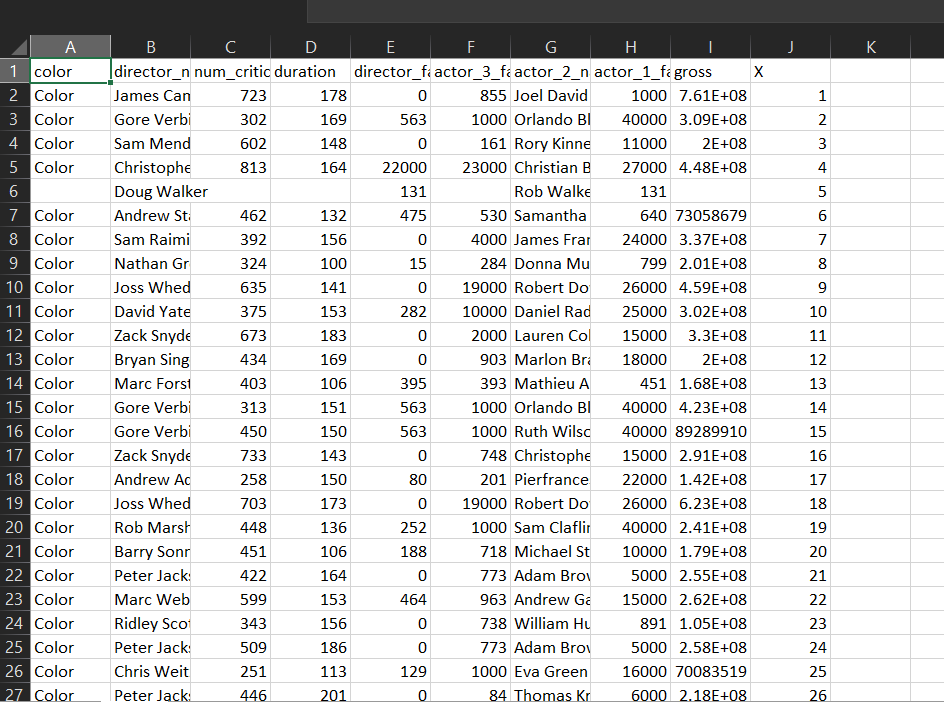 A B C D E F G H I J K
1 color director_n num_critic duration director_fa actor_3_fa actor_2_n actor_1_fa gross X
2 Color James Can 723 178 0 855 Joel David 1000 7.61E+08 1
3 Color Gore Verbi 302 169 563 1000 Orlando Bl 40000 3.09E+08 2
4 Color Sam Mend 602 148 0 161 Rory Kinne 11000 2E+08 3
5 Color Christophe 813 164 22000 23000 Christian B 27000 4.48E+08 4
6 Doug Walker 131 Rob Walke 131 5
7 Color Andrew Sta 462 132 475 530 Samantha 640 73058679 6
8 Color Sam Raimi 392 156 0 4000 James Fran 24000 3.37E+08 7
9 Color Nathan Gr 324 100 15 284 Donna Mu 799 2.01E+08 8
10 Color Joss Whed 635 141 0 19000 Robert Do 26000 4.59E+08 9
11 Color David Yate 375 153 282 10000 Daniel Rad 25000 3.02E+08 10
12 Color Zack Snyde 673 183 0 2000 Lauren Col 15000 3.3E+08 11
13 Color Bryan Sing 434 169 0 903 Marlon Bra 18000 2E+08 12
14 Color Marc Forst 403 106 395 393 Mathieu A 451 1.68E+08 13
15 Color Gore Verbi 313 151 563 1000 Orlando Bl 40000 4.23E+08 14
16 Color Gore Verbi 450 150 563 1000 Ruth Wilso 40000 89289910 15
17 Color Zack Snyde 733 143 0 748 Christophe 15000 2.91E+08 16
18 Color Andrew Ad 258 150 80 201 Pierfrance 22000 1.42E+08 17
19 Color Joss Whed 703 173 0 19000 Robert Do 26000 6.23E+08 18
20 Color Rob Marsh 448 136 252 1000 Sam Claflin 40000 2.41E+08 19
21 Color Barry Sonn 451 106 188 718 Michael St 10000 1.79E+08 20
22 Color Peter Jacks 422 164 0 773 Adam Brow 5000 2.55E+08 21
23 Color Marc Web 599 153 464 963 Andrew Ga 15000 2.62E+08 22
24 Color Ridley Scot 343 156 0 738 William Hu 891 1.05E+08 23
25 Color Peter Jacks 509 186 0 773 Adam Brow 5000 2.58E+08 24
26 Color Chris Weit 251 113 129 1000 Eva Green 16000 70083519 25
27 Color Peter Jacks 446 201 0 84 Thomas Kr 6000 2.18E+08 26